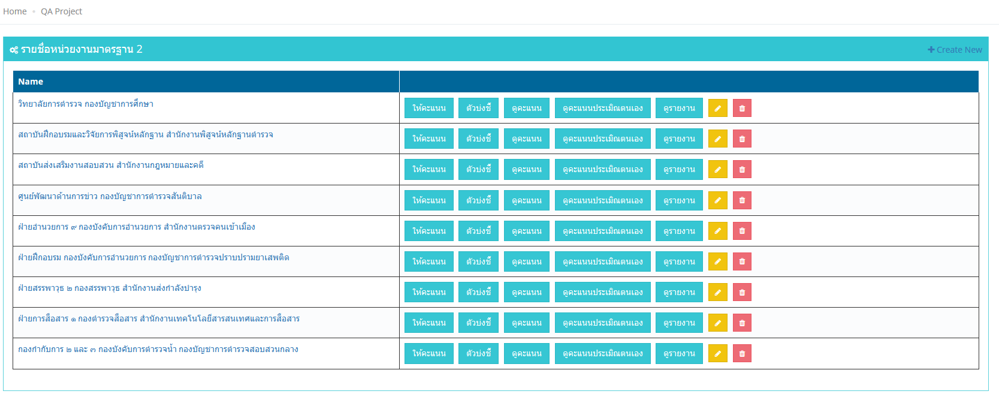 Home • QA Project
รายชื่อหน่วยงานมาตรฐาน 2
Create New
Name
วิทยาลัยการตำรวจ กองบัญชาการศึกษา
ให้คะแนน ตัวบ่งชี้ ดูคะแนน ดูคะแนนประเมิณตนเอง ดูรายงาน
สถาบันฝึกอบรมและวิจัยการพิสูจน์หลักฐาน สำนักงานพิสูจน์หลักฐานตำรวจ
ให้คะแนน ตัวบ่งชี้ ดูคะแนน ดูคะแนนประเมิณตนเอง ดูรายงาน
สถาบันส่งเสริมงานสอบสวน สำนักงานกฎหมายและคดี
ให้คะแนน ตัวบ่งชี้ ดูคะแนน ดูคะแนนประเมิณตนเอง ดูรายงาน
ศูนย์พัฒนาด้านการข่าว กองบัญชาการตำรวจสันติบาล
ให้คะแนน ตัวบ่งชี้ ดูคะแนน ดูคะแนนประเมิณตนเอง ดูรายงาน
ฝ่ายอำนวยการ ๙ กองบังคับการอำนวยการ สำนักงานตรวจคนเข้าเมือง
ให้คะแนน ตัวบ่งชี้ ดูคะแนน ดูคะแนนประเมิณตนเอง ดูรายงาน
ฝ่ายฝึกอบรม กองบังคับการอำนวยการ กองบัญชาการตำรวจปราบปรามยาเสพติด
ให้คะแนน ตัวบ่งชี้ ดูคะแนน ดูคะแนนประเมิณตนเอง ดูรายงาน
ฝ่ายสรรพาวุธ ๒ กองสรรพาวุธ สำนักงานส่งกำลังบำรุง
ให้คะแนน ตัวบ่งชี้ ดูคะแนน ดูคะแนนประเมิณตนเอง ดูรายงาน
ฝ่ายการสื่อสาร ๑ กองตำรวจสื่อสาร สำนักงานเทคโนโลยีสารสนเทศและการสื่อสาร
ให้คะแนน ตัวบ่งชี้ ดูคะแนน ดูคะแนนประเมิณตนเอง ดูรายงาน
กองกำกับการ ๒ และ ๓ กองบังคับการตำรวจน้ำ กองบัญชาการตำรวจสอบสวนกลาง
ให้คะแนน ตัวบ่งชี้ ดูคะแนน ดูคะแนนประเมิณตนเอง ดูรายงาน